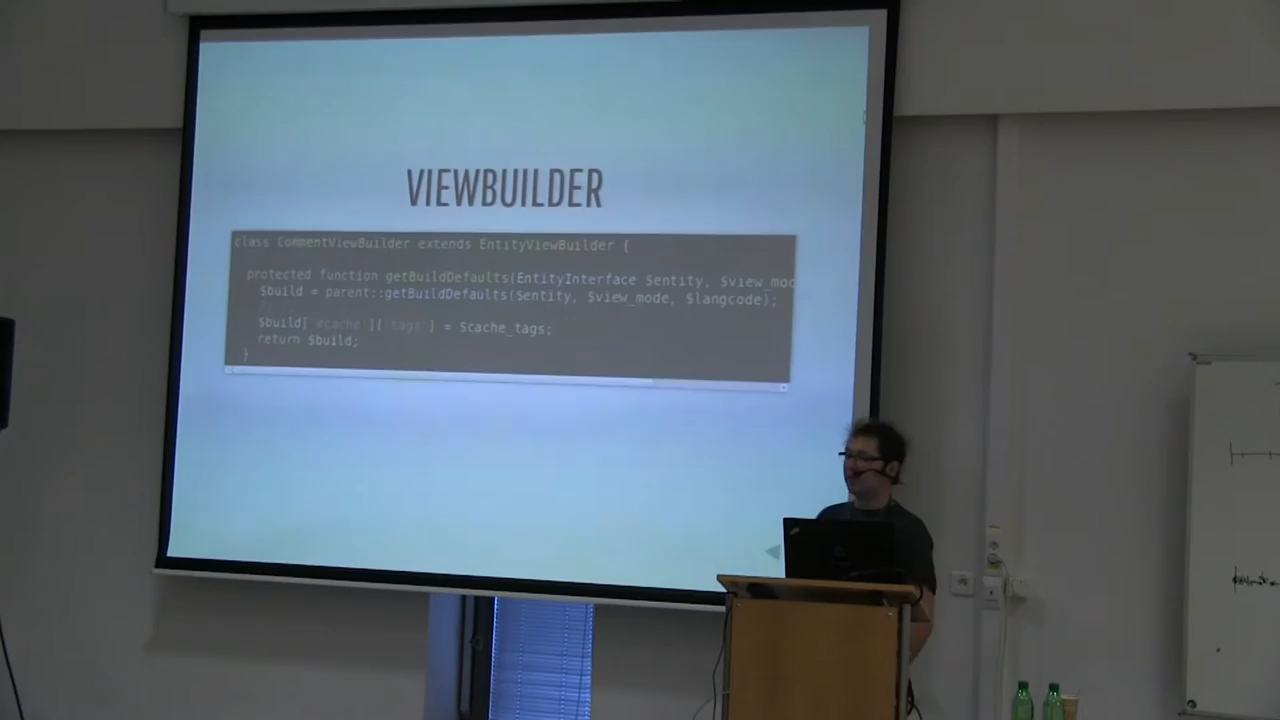 VIEWBUILDER
class CommentViewBuilder extends EntityViewBuilder {
protected function getBuildDefaults(EntityInterface $entity, $view_mod
$build = parent::getBuildDefaults($entity, $view_mode, $langcode);
$build['#cache']['tags'] = $cache_tags;
return $build;
}